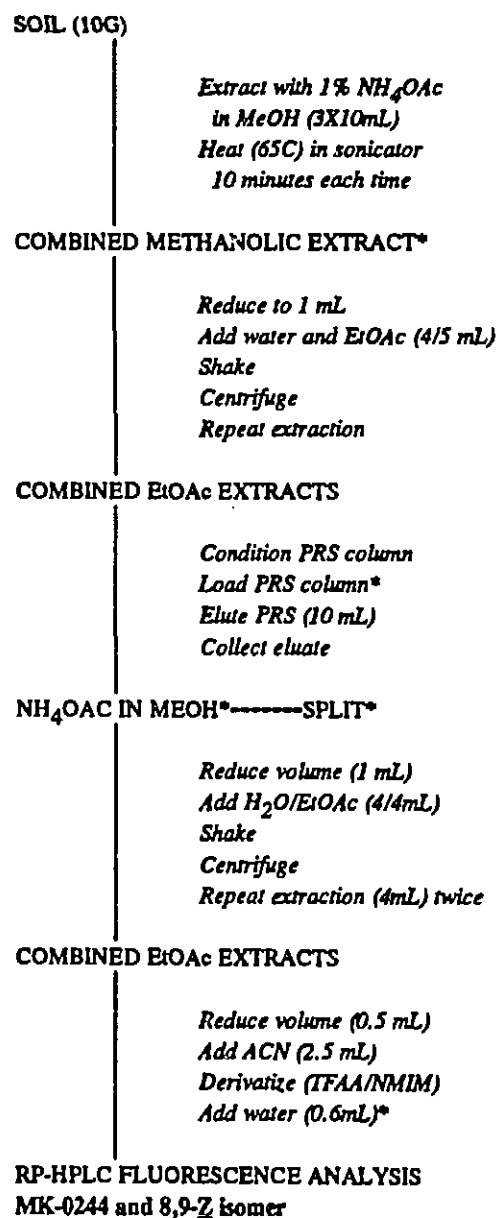 SOIL (10G)
Extract with 1% NH4OAc
in MeOH (3X10mL)
Heat (65C) in sonicator
10 minutes each time
COMBINED METHANOLIC EXTRACT*
Reduce to 1 mL
Add water and EtOAc (4/5 mL)
Shake
Centrifuge
Repeat extraction
COMBINED EtOAc EXTRACTS
Condition PRS column
Load PRS column*
Elute PRS (10 mL)
Collect eluate
NH4OAC IN MEOH*-------SPLIT*
Reduce volume (1 mL)
Add H2O/EtOAc (4/4mL)
Shake
Centrifuge
Repeat extraction (4mL) twice
COMBINED EtOAc EXTRACTS
Reduce volume (0.5 mL)
Add ACN (2.5 mL)
Derivatize (TFAA/NMIM)
Add water (0.6mL)*
RP-HPLC FLUORESCENCE ANALYSIS
MK-0244 and 8,9-Z isomer